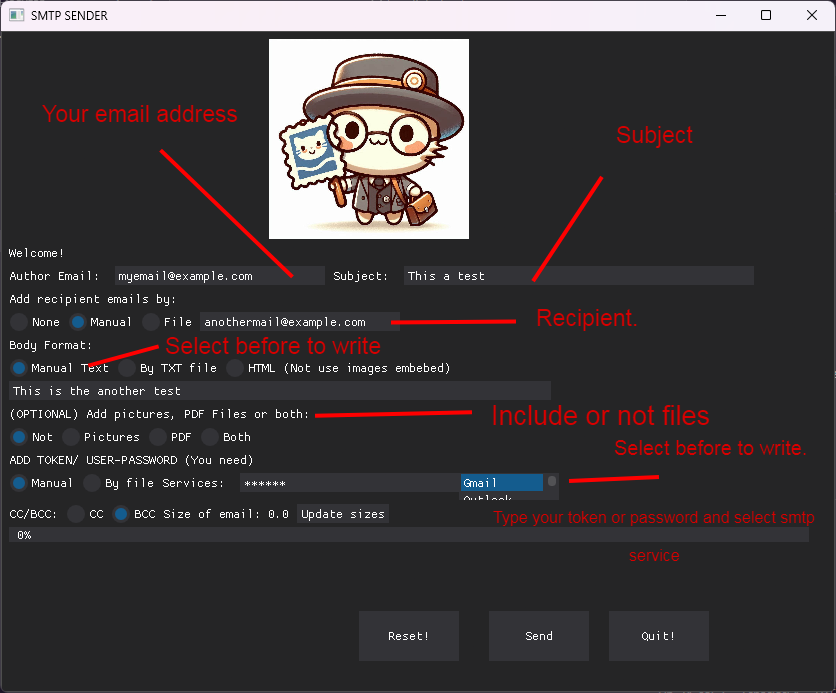 SMTP SENDER
Your email address
Subject
Welcome!
Author Email: myemail@example.com Subject: This a test
Add recipient emails by:
None Manual File anothermail@example.com
Recipient.
Body Format:
Select before to write
Manual Text By TXT file HTML (Not use images embebed)
This is the another test
(OPTIONAL) Add pictures, PDF Files or both:
Include or not files
Not Pictures PDF Both
Select before to write.
ADD TOKEN/ USER-PASSWORD (You need)
Manual By file Services: ****** Gmail
Outlook
CC/BCC: CC BCC Size of email: 0.0 Update sizes
Type your token or password and select smtp
service
0%
Reset! Send Quit!